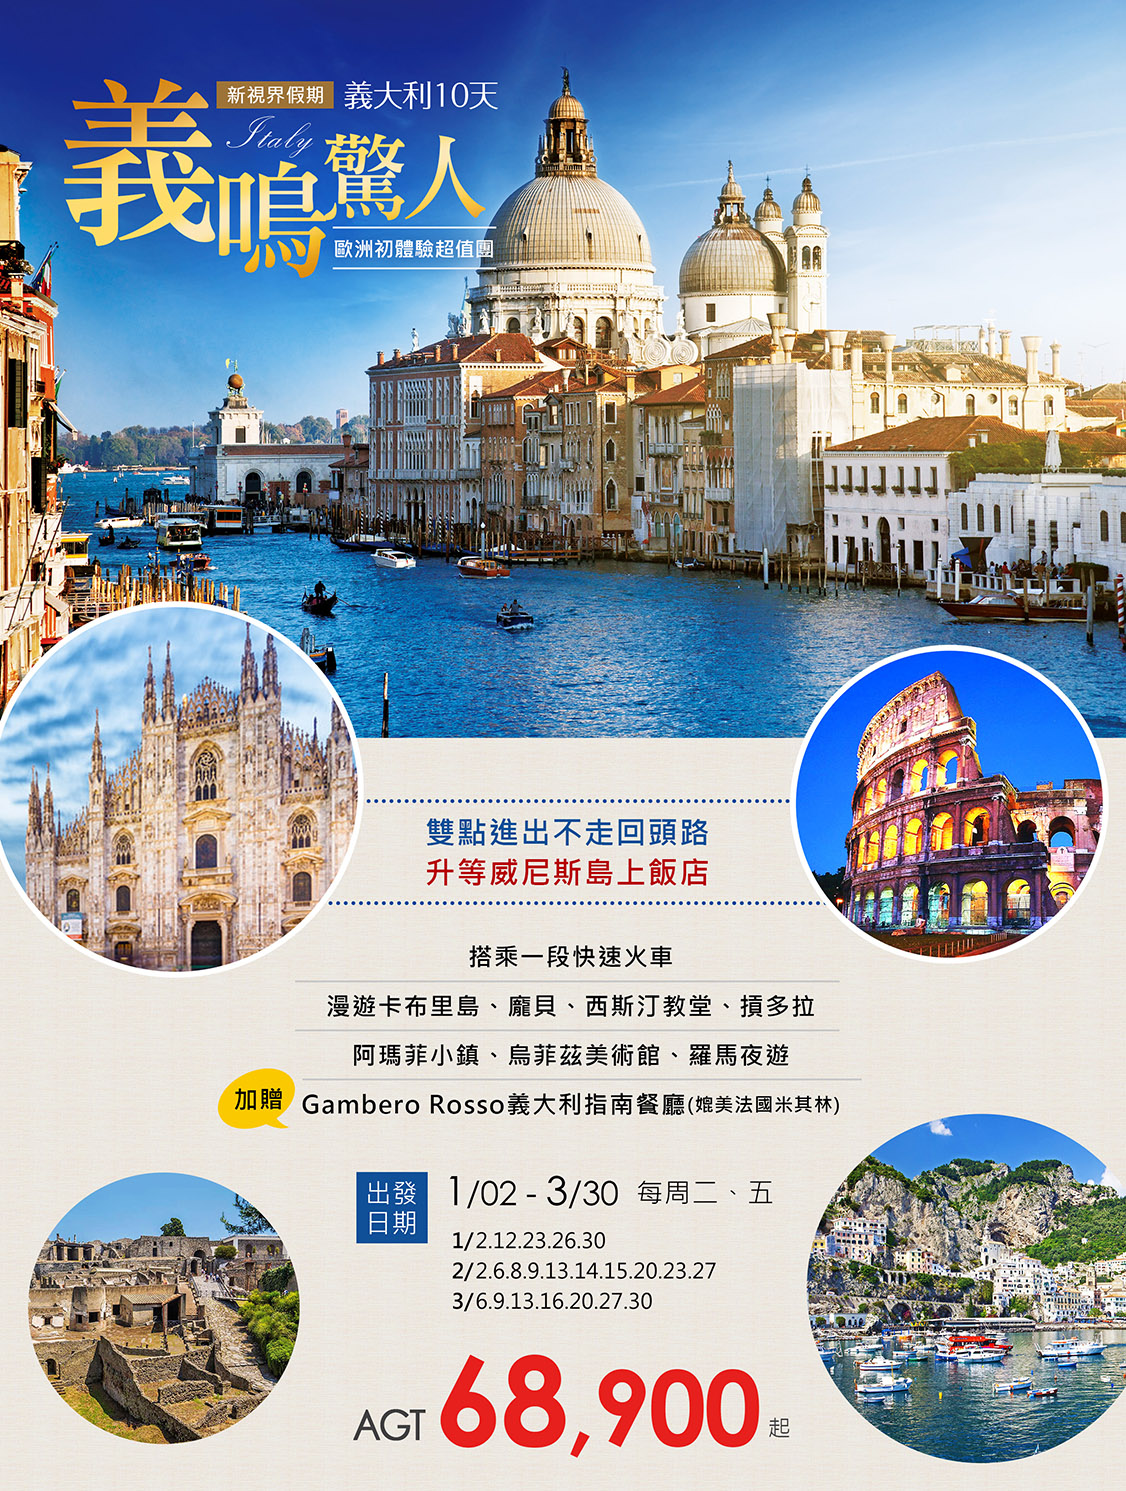 新視界假期 義大利10天
Italy
義鳴驚人
歐洲初體驗超值團
雙點進出不走回頭路
升等威尼斯島上飯店
搭乘一段快速火車
漫遊卡布里島、龐貝、西斯汀教堂、摃多拉
阿瑪菲小鎮、烏菲茲美術館、羅馬夜遊
加贈 Gambero Rosso義大利指南餐廳(媲美法國米其林)
出發日期 1/02 - 3/30 每周二、五
1/2.12.23.26.30
2/2.6.8.9.13.14.15.20.23.27
3/6.9.13.16.20.27.30
AGT 68,900起